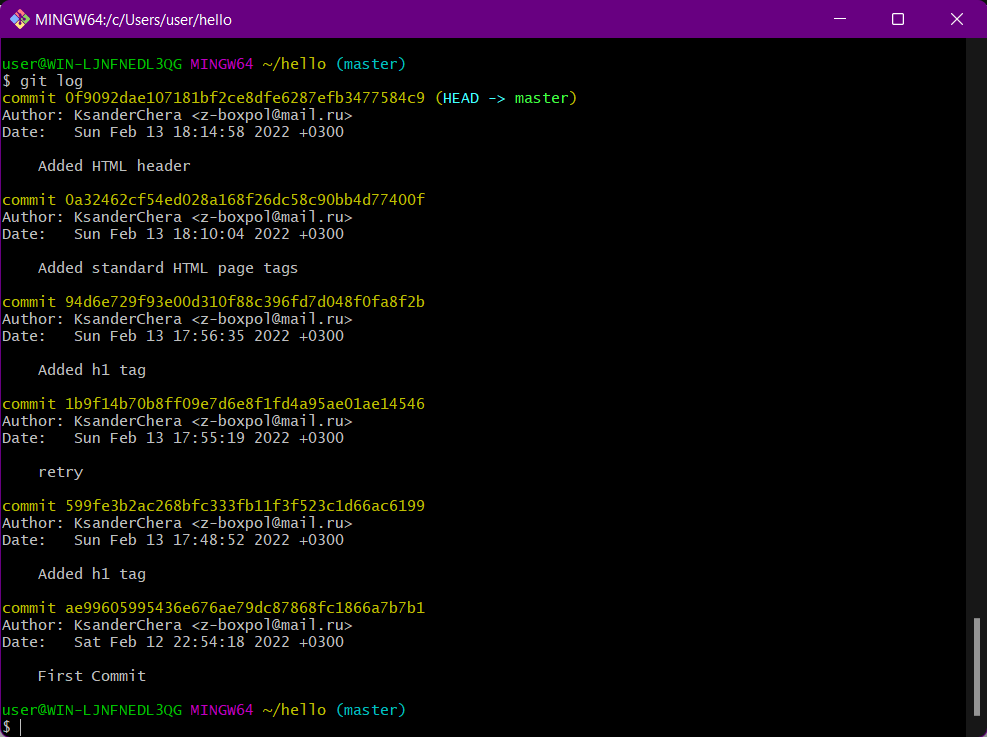 MINGW64:/c/Users/user/hello
user@WIN-LJNFNEDL3QG MINGW64 ~/hello (master)
$ git log
commit 0f9092dae107181bf2ce8dfe6287efb3477584c9 (HEAD -> master)
Author: KsanderChera <z-boxpol@mail.ru>
Date:   Sun Feb 13 18:14:58 2022 +0300
    Added HTML header
commit 0a32462cf54ed028a168f26dc58c90bb4d77400f
Author: KsanderChera <z-boxpol@mail.ru>
Date:   Sun Feb 13 18:10:04 2022 +0300
    Added standard HTML page tags
commit 94d6e729f93e00d310f88c396fd7d048f0fa8f2b
Author: KsanderChera <z-boxpol@mail.ru>
Date:   Sun Feb 13 17:56:35 2022 +0300
    Added h1 tag
commit 1b9f14b70b8ff09e7d6e8f1fd4a95ae01ae14546
Author: KsanderChera <z-boxpol@mail.ru>
Date:   Sun Feb 13 17:55:19 2022 +0300
    retry
commit 599fe3b2ac268bfc333fb11f3f523c1d66ac6199
Author: KsanderChera <z-boxpol@mail.ru>
Date:   Sun Feb 13 17:48:52 2022 +0300
    Added h1 tag
commit ae99605995436e676ae79dc87868fc1866a7b7b1
Author: KsanderChera <z-boxpol@mail.ru>
Date:   Sat Feb 12 22:54:18 2022 +0300
    First Commit
user@WIN-LJNFNEDL3QG MINGW64 ~/hello (master)
$